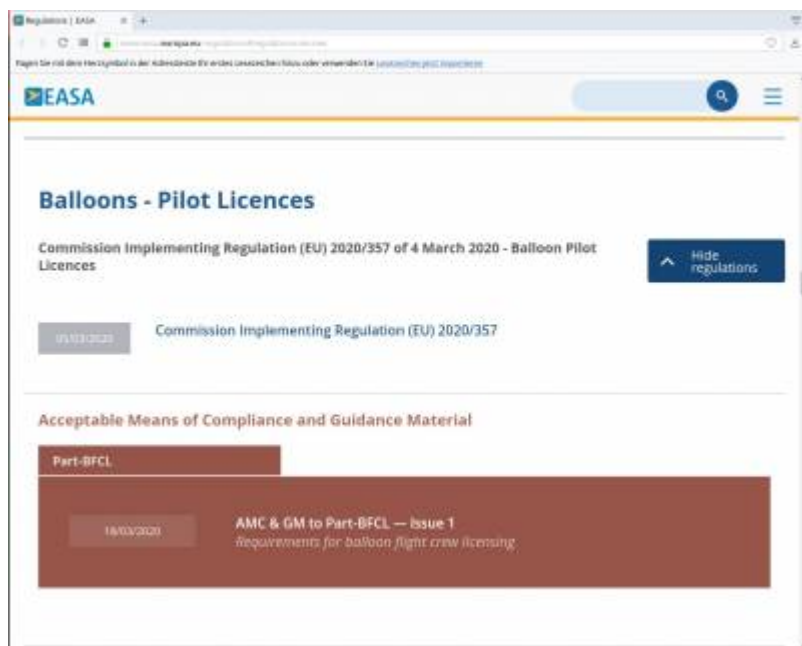 Regulations | EASA
EASA
Balloons - Pilot Licences
Commission Implementing Regulation (EU) 2020/357 of 4 March 2020 - Balloon Pilot
Licences
Hide
regulations
05/03/2020
Commission Implementing Regulation (EU) 2020/357
Acceptable Means of Compliance and Guidance Material
Part-BFCL
18/03/2020
AMC & GM to Part-BFCL — Issue 1
Requirements for balloon flight crew licensing